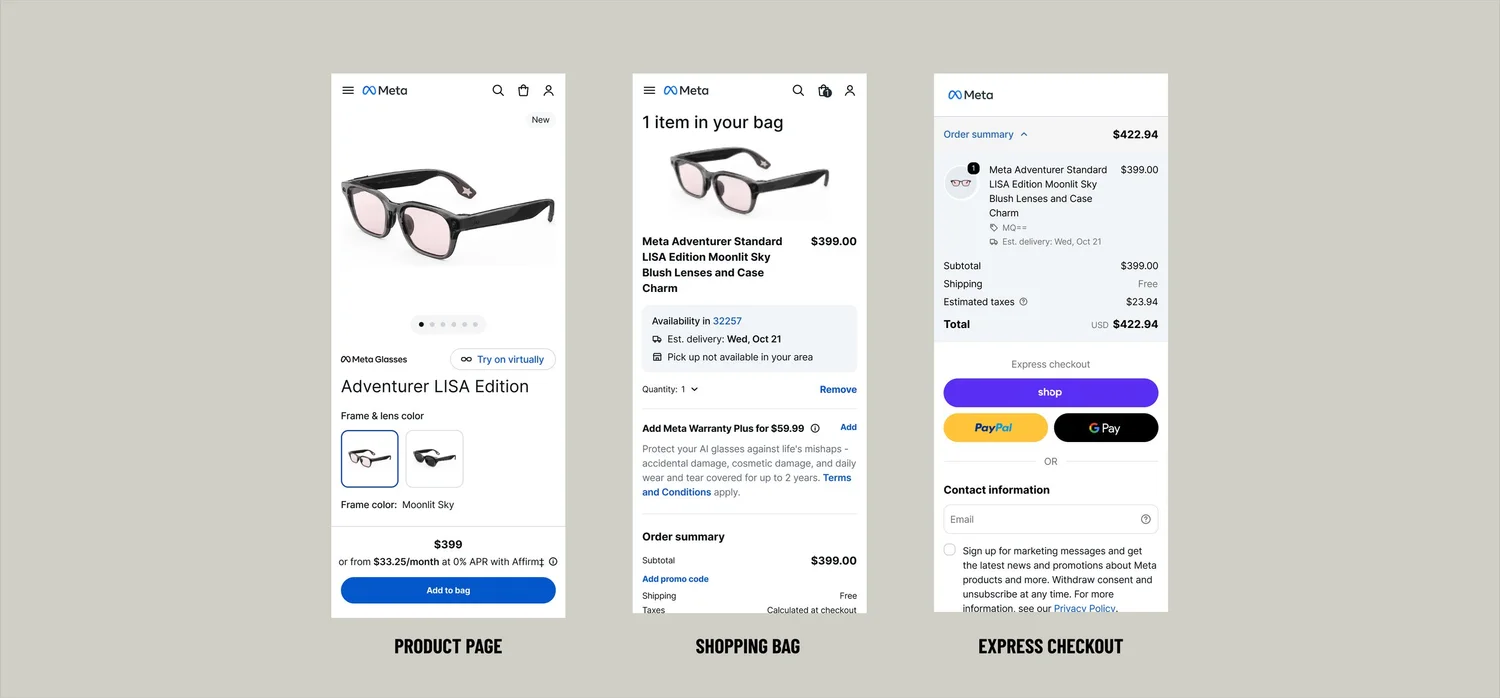 Meta
New
Meta Glasses
Try on virtually
Adventurer LISA Edition
Frame & lens color
Frame color: Moonlit Sky
$399
or from $33.25/month at 0% APR with Affirm‡
Add to bag
PRODUCT PAGE
Meta
1
1 item in your bag
Meta Adventurer Standard
LISA Edition Moonlit Sky
Blush Lenses and Case
Charm
$399.00
Availability in 32257
Est. delivery: Wed, Oct 21
Pick up not available in your area
Quantity: 1
Remove
Add Meta Warranty Plus for $59.99
Add
Protect your AI glasses against life's mishaps -
accidental damage, cosmetic damage, and daily
wear and tear covered for up to 2 years. Terms
and Conditions apply.
Order summary
Subtotal $399.00
Add promo code
Shipping Free
Taxes Calculated at checkout
SHOPPING BAG
Meta
Order summary $422.94
1
Meta Adventurer Standard
LISA Edition Moonlit Sky
Blush Lenses and Case
Charm
$399.00
MQ==
Est. delivery: Wed, Oct 21
Subtotal $399.00
Shipping Free
Estimated taxes $23.94
Total USD $422.94
Express checkout
shop
PayPal
G Pay
OR
Contact information
Email
Sign up for marketing messages and get
the latest news and promotions about Meta
products and more. Withdraw consent and
unsubscribe at any time. For more
information, see our Privacy Policy.
EXPRESS CHECKOUT